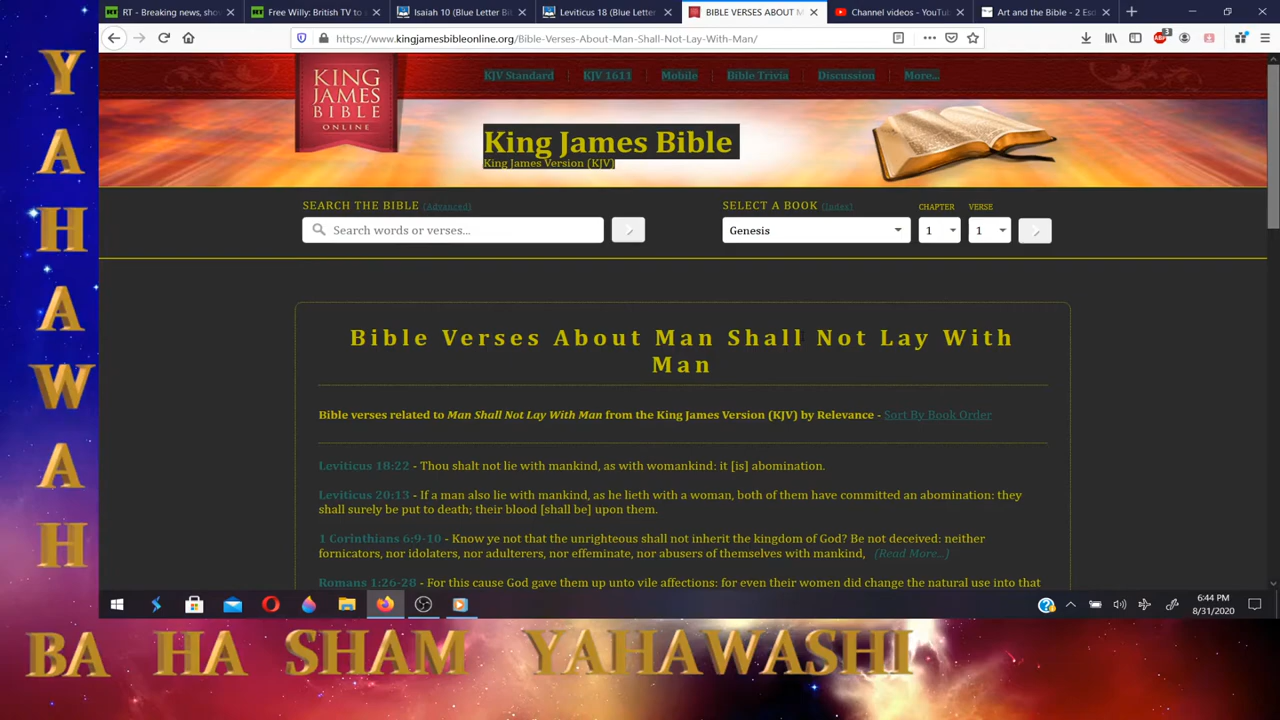 RT - Breaking news, sho
Free Willy: British TV to
Isaiah 10 (Blue Letter Bi
Leviticus 18 (Blue Letter
BIBLE VERSES ABOUT M
Channel videos - YouTu
Art and the Bible - 2 Esd
https://www.kingjamesbibleonline.org/Bible-Verses-About-Man-Shall-Not-Lay-With-Man/
3
KING
JAMES
BIBLE
ONLINE
KJV Standard
KJV 1611
Mobile
Bible Trivia
Discussion
More...
King James Bible
King James Version (KJV)
SEARCH THE BIBLE (Advanced)
Search words or verses...
SELECT A BOOK (Index)
CHAPTER
VERSE
Genesis
1
1
Bible Verses About Man Shall Not Lay With
Man
Bible verses related to Man Shall Not Lay With Man from the King James Version (KJV) by Relevance - Sort By Book Order
Leviticus 18:22 - Thou shalt not lie with mankind, as with womankind: it [is] abomination.
Leviticus 20:13 - If a man also lie with mankind, as he lieth with a woman, both of them have committed an abomination: they
shall surely be put to death; their blood [shall be] upon them.
1 Corinthians 6:9-10 - Know ye not that the unrighteous shall not inherit the kingdom of God? Be not deceived: neither
fornicators, nor idolaters, nor adulterers, nor effeminate, nor abusers of themselves with mankind, (Read More...)
Romans 1:26-28 - For this cause God gave them up unto vile affections: for even their women did change the natural use into that
6:44 PM
8/31/2020
Y
A
H
A
W
A
H
BA HA SHAM YAHAWASHI